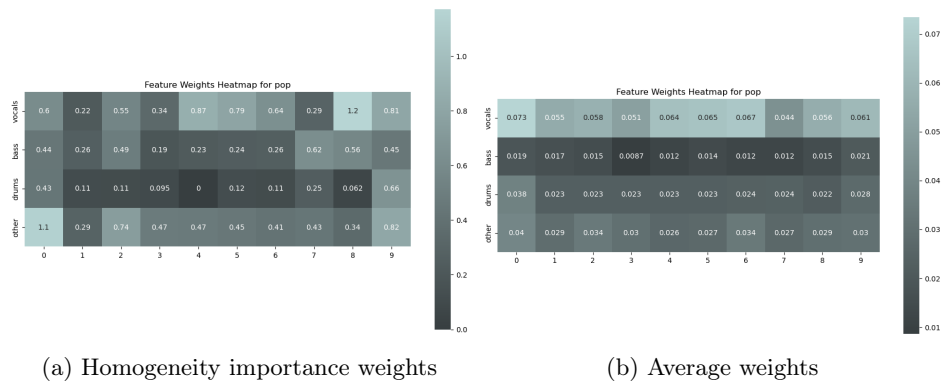 Feature Weights Heatmap for pop
vocals 0.6 0.22 0.55 0.34 0.87 0.79 0.64 0.29 1.2 0.81
bass 0.44 0.26 0.49 0.19 0.23 0.24 0.26 0.62 0.56 0.45
drums 0.43 0.11 0.11 0.095 0 0.12 0.11 0.25 0.062 0.66
other 1.1 0.29 0.74 0.47 0.47 0.45 0.41 0.43 0.34 0.82
0 1 2 3 4 5 6 7 8 9
1.0
0.8
0.6
0.4
0.2
0.0
(a) Homogeneity importance weights
Feature Weights Heatmap for pop
vocals 0.073 0.055 0.058 0.051 0.064 0.065 0.067 0.044 0.056 0.061
bass 0.019 0.017 0.015 0.0087 0.012 0.014 0.012 0.012 0.015 0.021
drums 0.038 0.023 0.023 0.023 0.023 0.023 0.024 0.024 0.022 0.028
other 0.04 0.029 0.034 0.03 0.026 0.027 0.034 0.027 0.029 0.03
0 1 2 3 4 5 6 7 8 9
0.07
0.06
0.05
0.04
0.03
0.02
0.01
(b) Average weights